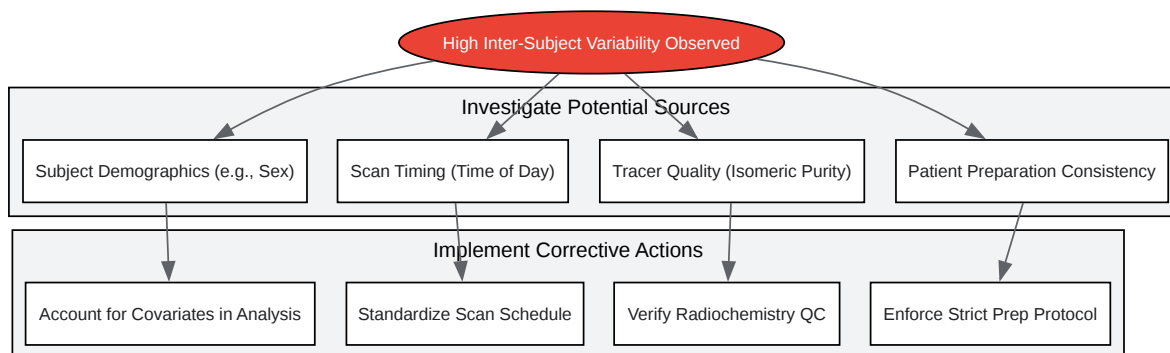 High Inter-Subject Variability Observed
Investigate Potential Sources
Subject Demographics (e.g., Sex)
Scan Timing (Time of Day)
Tracer Quality (Isomeric Purity)
Patient Preparation Consistency
Implement Corrective Actions
Account for Covariates in Analysis
Standardize Scan Schedule
Verify Radiochemistry QC
Enforce Strict Prep Protocol